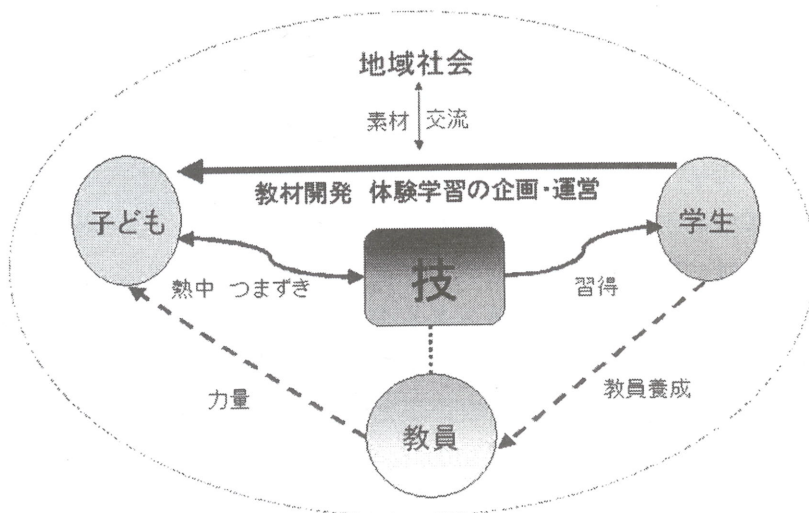 地域社会
素材 交流
教材開発 体験学習の企画・運営
子ども
学生
技
熱中 つまずき
習得
力量
教員養成
教員